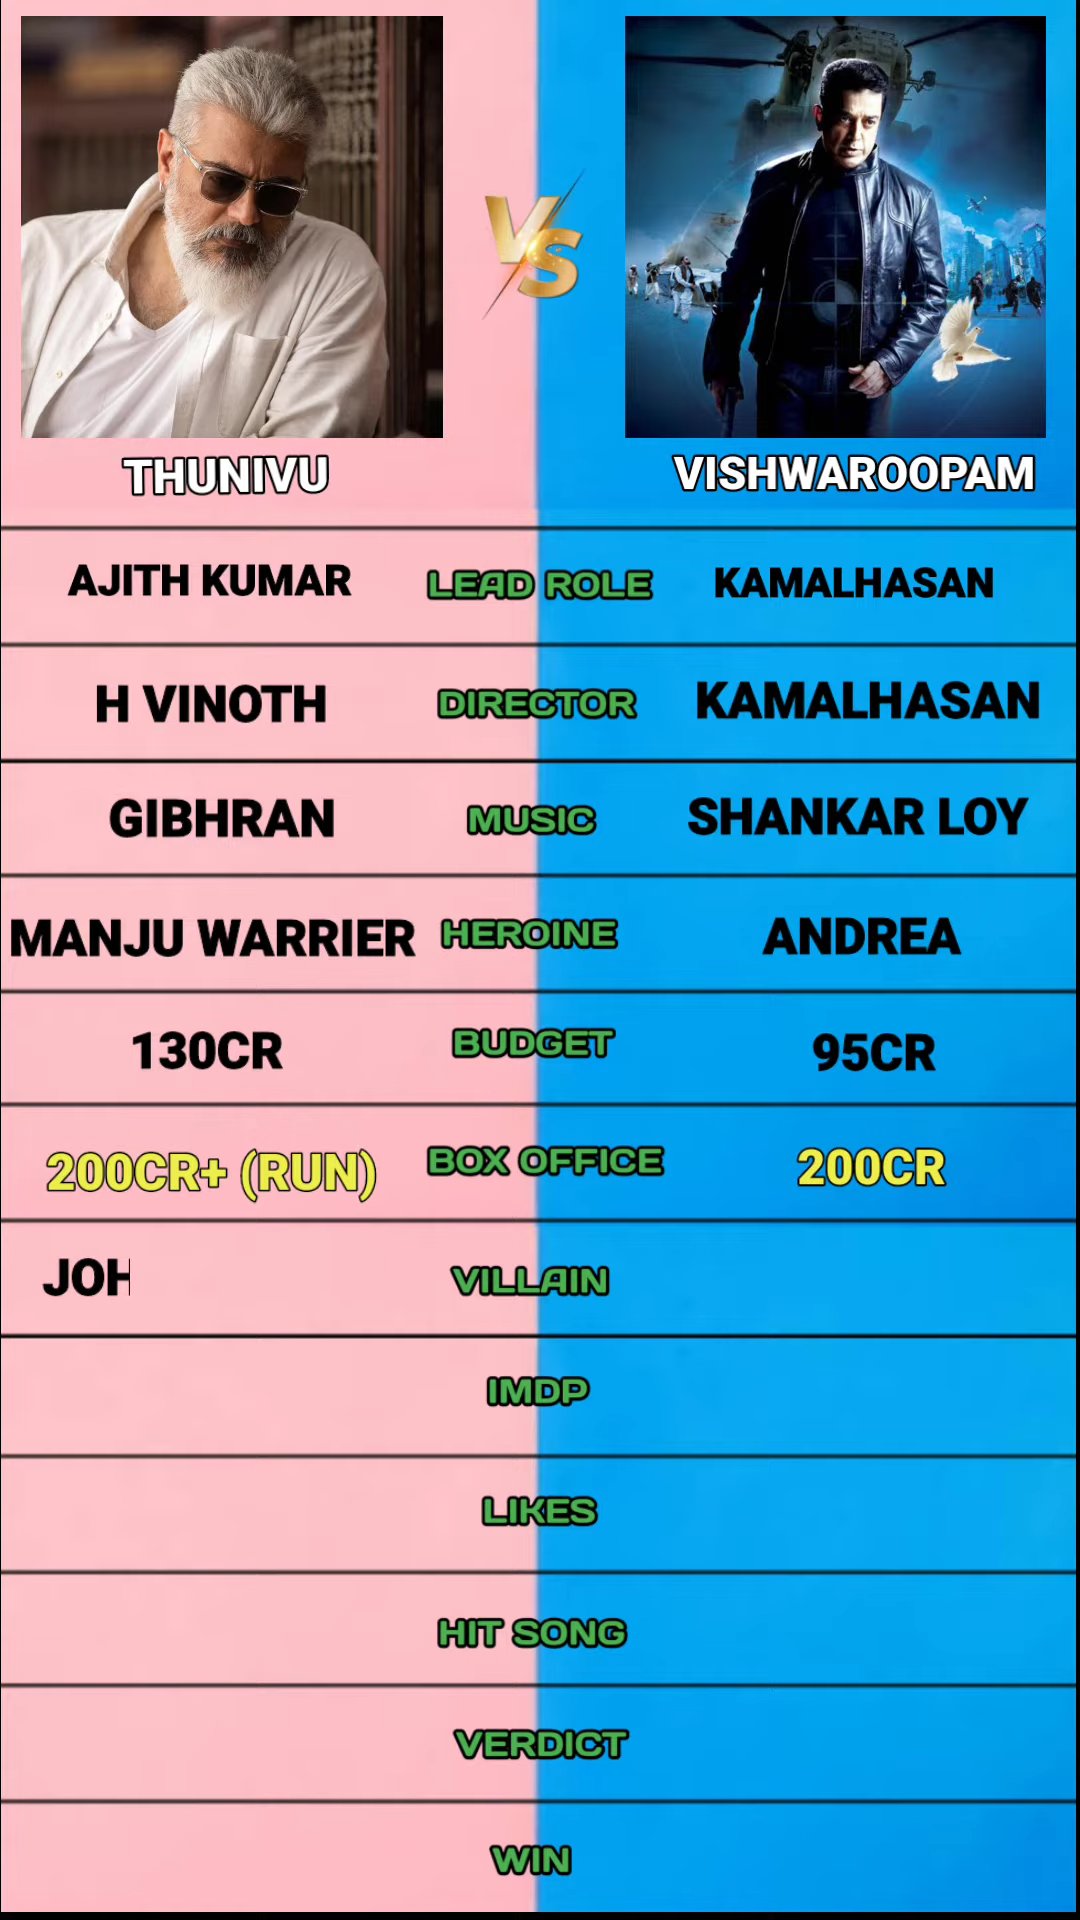 VS
THUNIVU
VISHWAROOPAM
AJITH KUMAR LEAD ROLE KAMALHASAN
H VINOTH DIRECTOR KAMALHASAN
GIBHRAN MUSIC SHANKAR LOY
MANJU WARRIER HEROINE ANDREA
130CR BUDGET 95CR
200CR+ (RUN) BOX OFFICE 200CR
JOH VILLAIN
IMDP
LIKES
HIT SONG
VERDICT
WIN